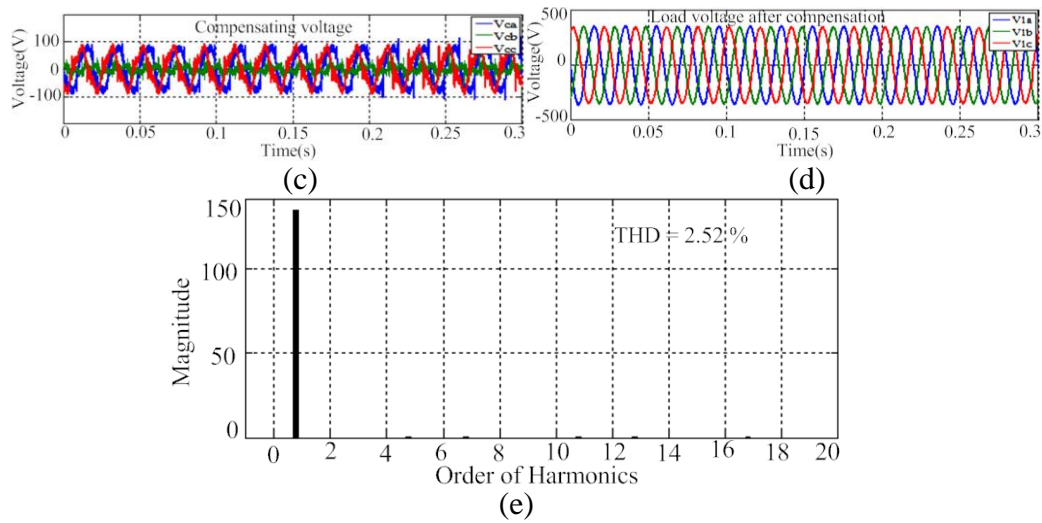 Compensating voltage
Vca
Vcb
Vcc
Voltage(V)
100
0
-100
0 0.05 0.1 0.15 0.2 0.25 0.3
Time(s)
(c)
Load voltage after compensation
V1a
V1b
V1c
Voltage(V)
500
0
-500
0 0.05 0.1 0.15 0.2 0.25 0.3
Time(s)
(d)
THD = 2.52 %
Magnitude
150
100
50
0
0 2 4 6 8 10 12 14 16 18 20
Order of Harmonics
(e)